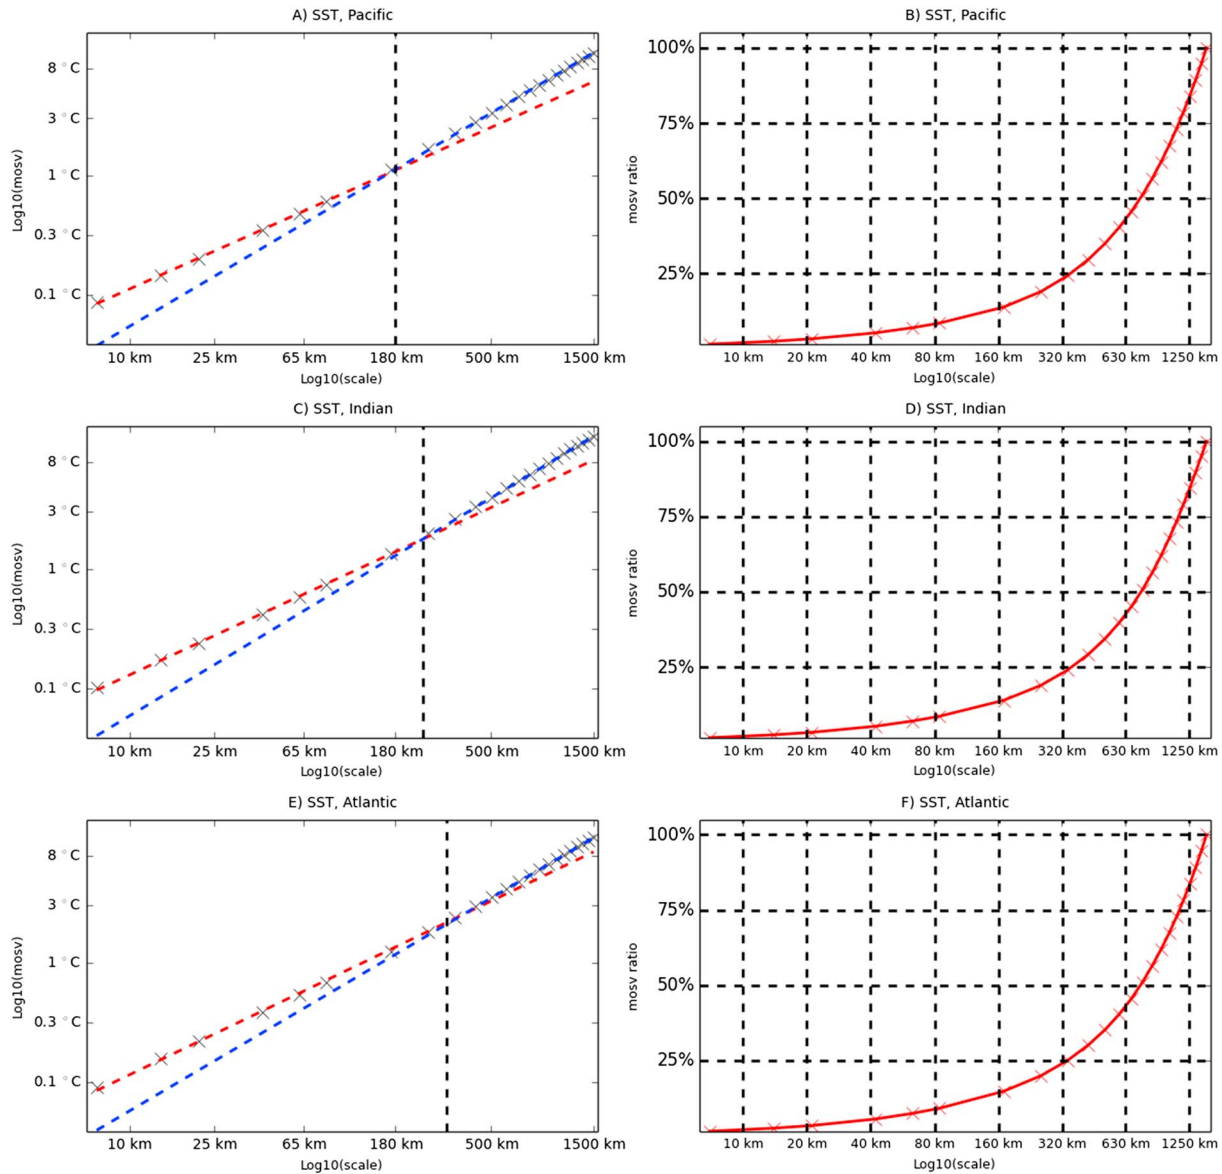 A) SST, Pacific
Log10(mosv)
8 °C
3 °C
1 °C
0.3 °C
0.1 °C
10 km 25 km 65 km 180 km 500 km 1500 km
Log10(scale)
B) SST, Pacific
mosv ratio
100%
75%
50%
25%
10 km 20 km 40 km 80 km 160 km 320 km 630 km 1250 km
Log10(scale)
C) SST, Indian
Log10(mosv)
8 °C
3 °C
1 °C
0.3 °C
0.1 °C
10 km 25 km 65 km 180 km 500 km 1500 km
Log10(scale)
D) SST, Indian
mosv ratio
100%
75%
50%
25%
10 km 20 km 40 km 80 km 160 km 320 km 630 km 1250 km
Log10(scale)
E) SST, Atlantic
Log10(mosv)
8 °C
3 °C
1 °C
0.3 °C
0.1 °C
10 km 25 km 65 km 180 km 500 km 1500 km
Log10(scale)
F) SST, Atlantic
mosv ratio
100%
75%
50%
25%
10 km 20 km 40 km 80 km 160 km 320 km 630 km 1250 km
Log10(scale)